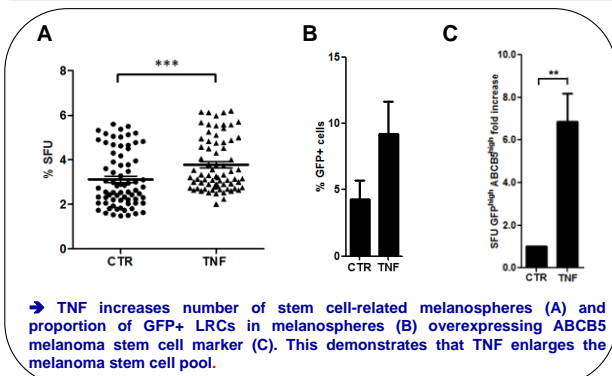 A
B
C
***
**
8
6
4
2
0
% SFU
CTR
TNF
15
10
5
0
% GFP+ cells
CTR
TNF
10.0
8.0
6.0
4.0
2.0
0.0
SFU GFPhigh ABCB5high fold increase
CTR
TNF
➔ TNF increases number of stem cell-related melanospheres (A) and
proportion of GFP+ LRCs in melanospheres (B) overexpressing ABCB5
melanoma stem cell marker (C). This demonstrates that TNF enlarges the
melanoma stem cell pool.